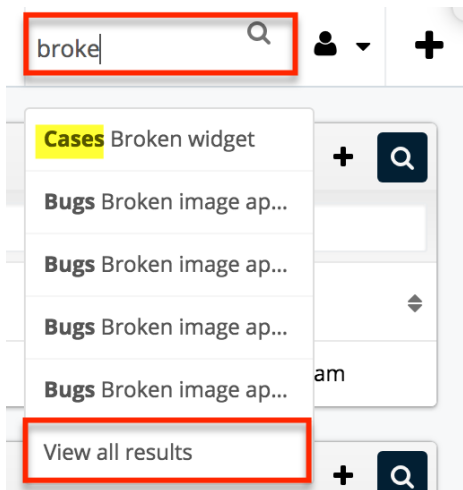 broke
Cases Broken widget
Bugs Broken image ap...
Bugs Broken image ap...
Bugs Broken image ap...
Bugs Broken image ap...
am
View all results